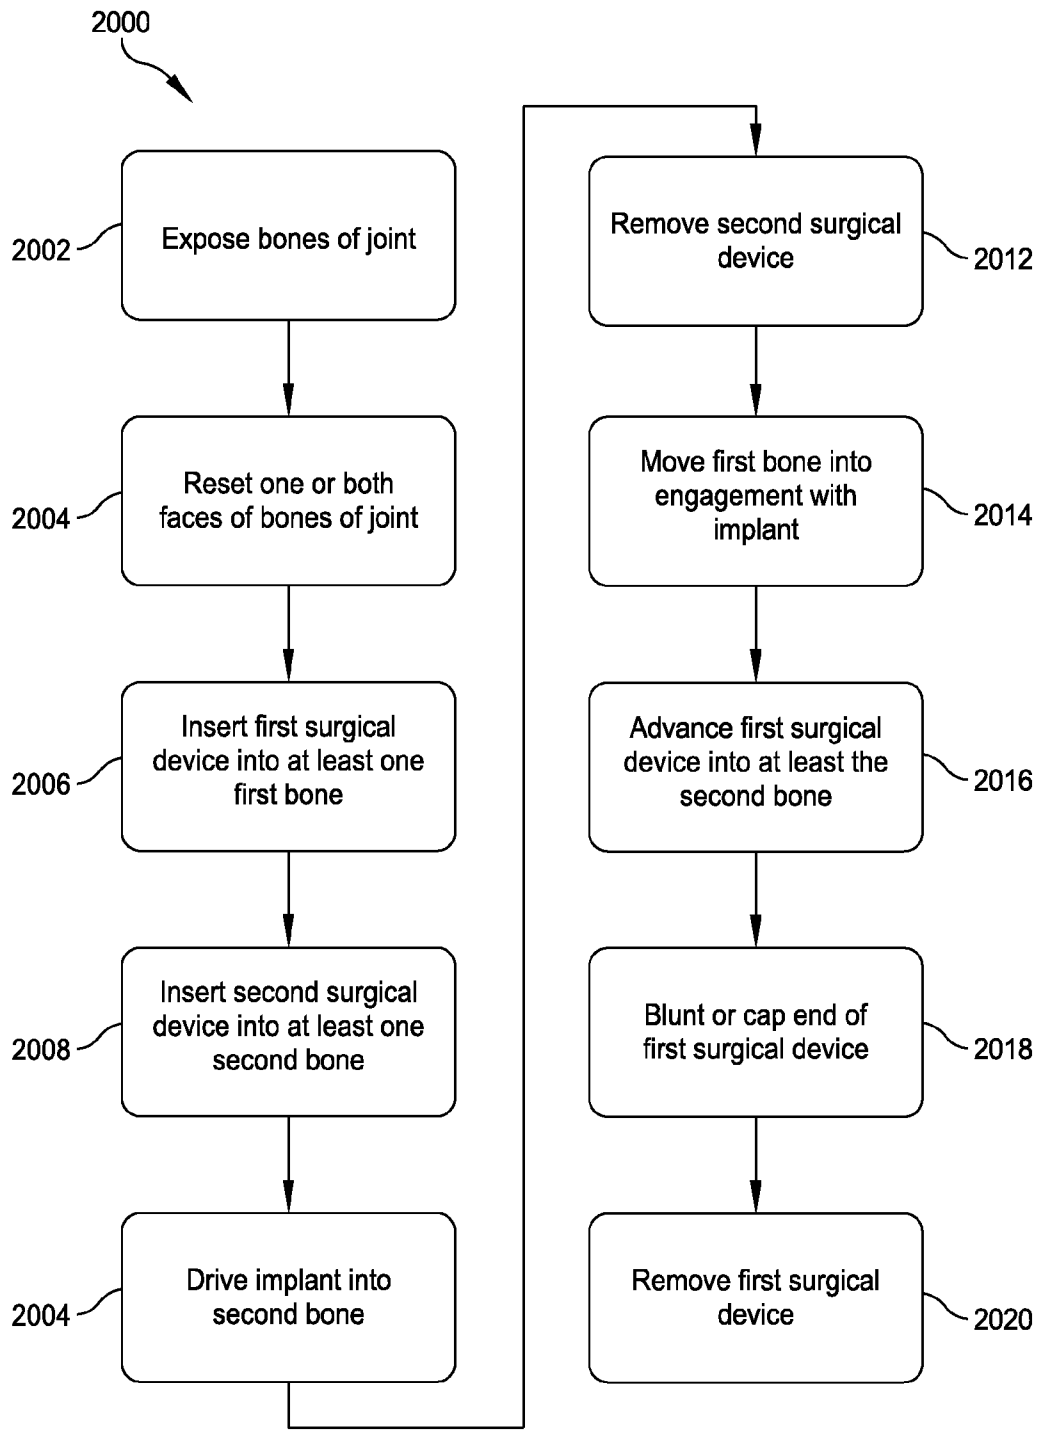 2000
Expose bones of joint
2002
Reset one or both
faces of bones of joint
2004
Insert first surgical
device into at least one
first bone
2006
Insert second surgical
device into at least one
second bone
2008
Drive implant into
second bone
2004
Remove second surgical
device
2012
Move first bone into
engagement with
implant
2014
Advance first surgical
device into at least the
second bone
2016
Blunt or cap end of
first surgical device
2018
Remove first surgical
device
2020